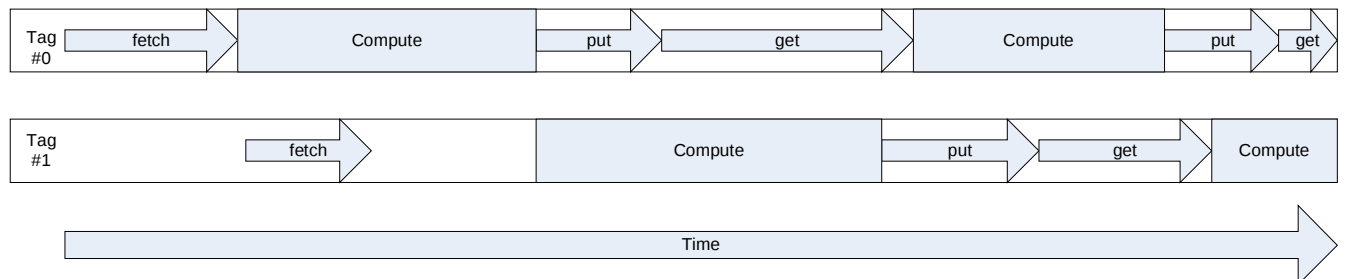 Tag
#0
fetch
Compute
put
get
Compute
put
get
Tag
#1
fetch
Compute
put
get
Compute
Time